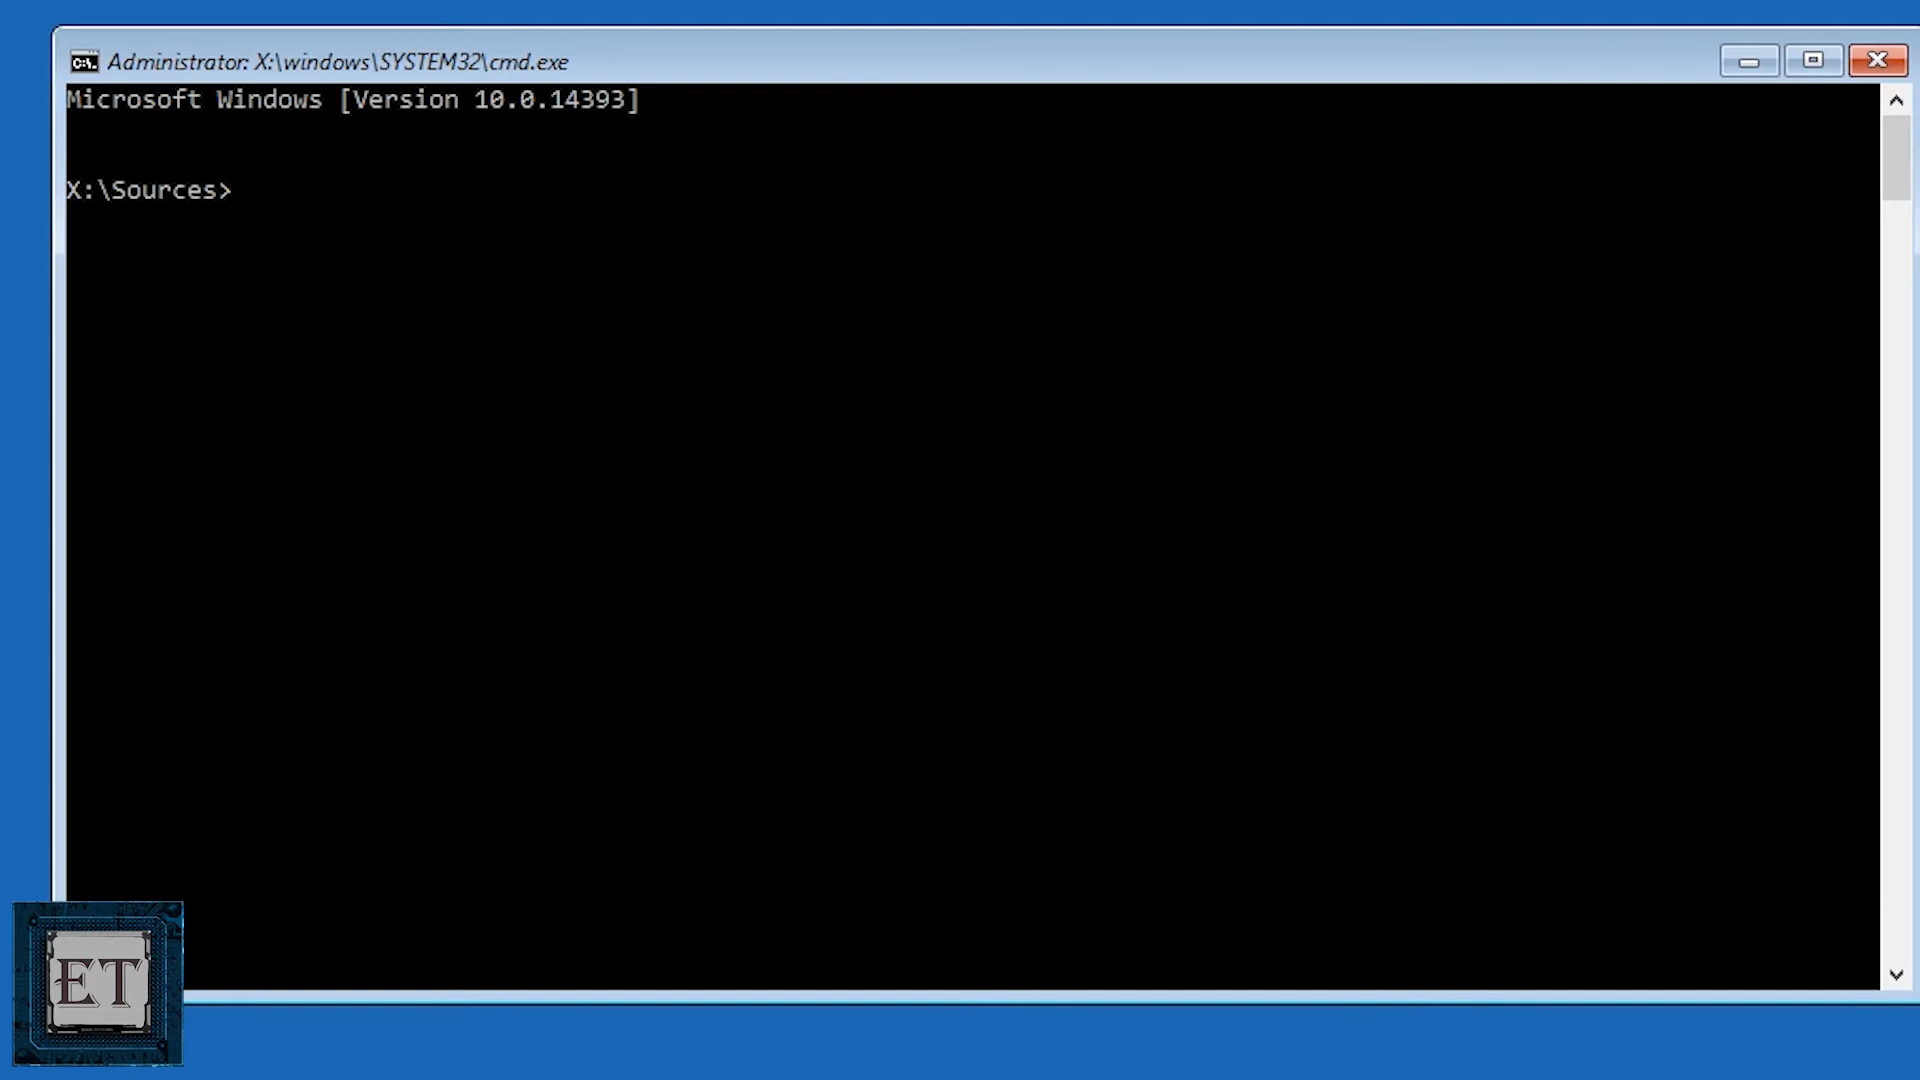 Administrator: X:\windows\SYSTEM32\cmd.exe
Microsoft Windows [Version 10.0.14393]
X:\Sources>
ET